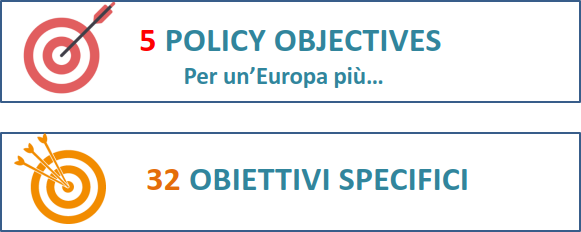 5 POLICY OBJECTIVES
Per un’Europa più…
32 OBIETTIVI SPECIFICI